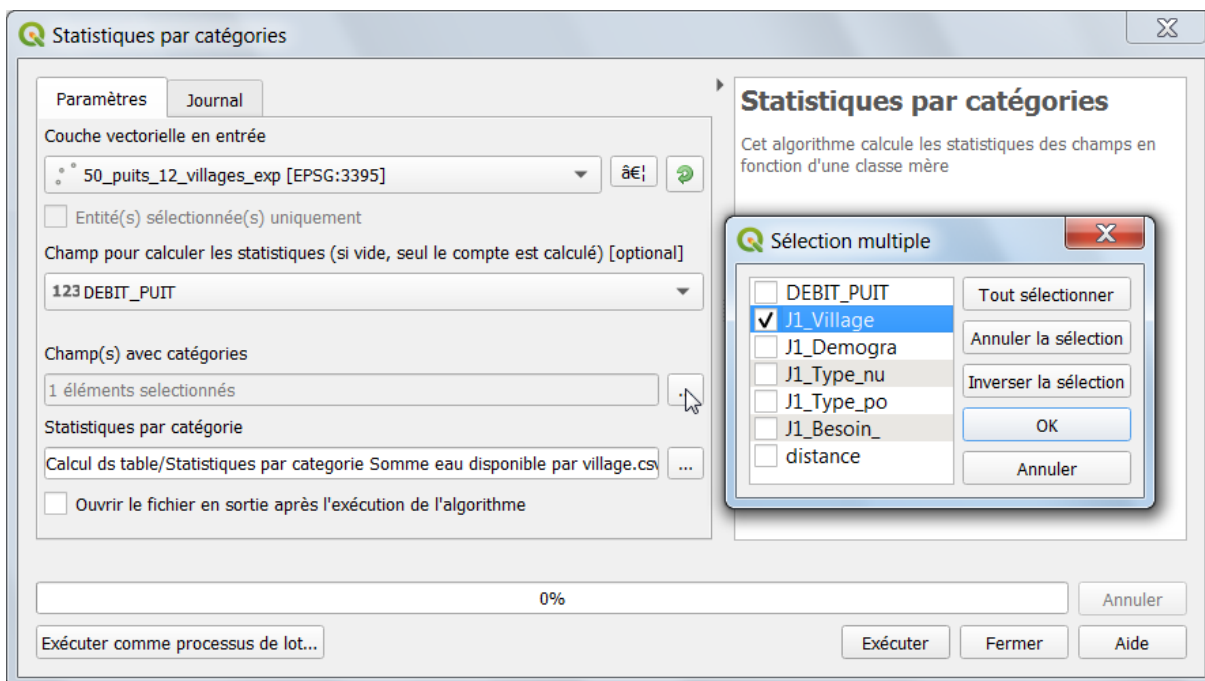 Statistiques par catégories
Paramètres
Journal
Couche vectorielle en entrée
50_puits_12_villages_exp [EPSG:3395]
â€¦
Entité(s) sélectionnée(s) uniquement
Champ pour calculer les statistiques (si vide, seul le compte est calculé) [optional]
123 DEBIT_PUIT
Champ(s) avec catégories
1 éléments selectionnés
Statistiques par catégorie
Calcul ds table/Statistiques par categorie Somme eau disponible par village.csv
...
Ouvrir le fichier en sortie après l'exécution de l'algorithme
Statistiques par catégories
Cet algorithme calcule les statistiques des champs en
fonction d'une classe mère
Sélection multiple
DEBIT_PUIT
J1_Village
J1_Demogra
J1_Type_nu
J1_Type_po
J1_Besoin_
distance
Tout sélectionner
Annuler la sélection
Inverser la sélection
OK
Annuler
0%
Annuler
Exécuter comme processus de lot...
Exécuter
Fermer
Aide